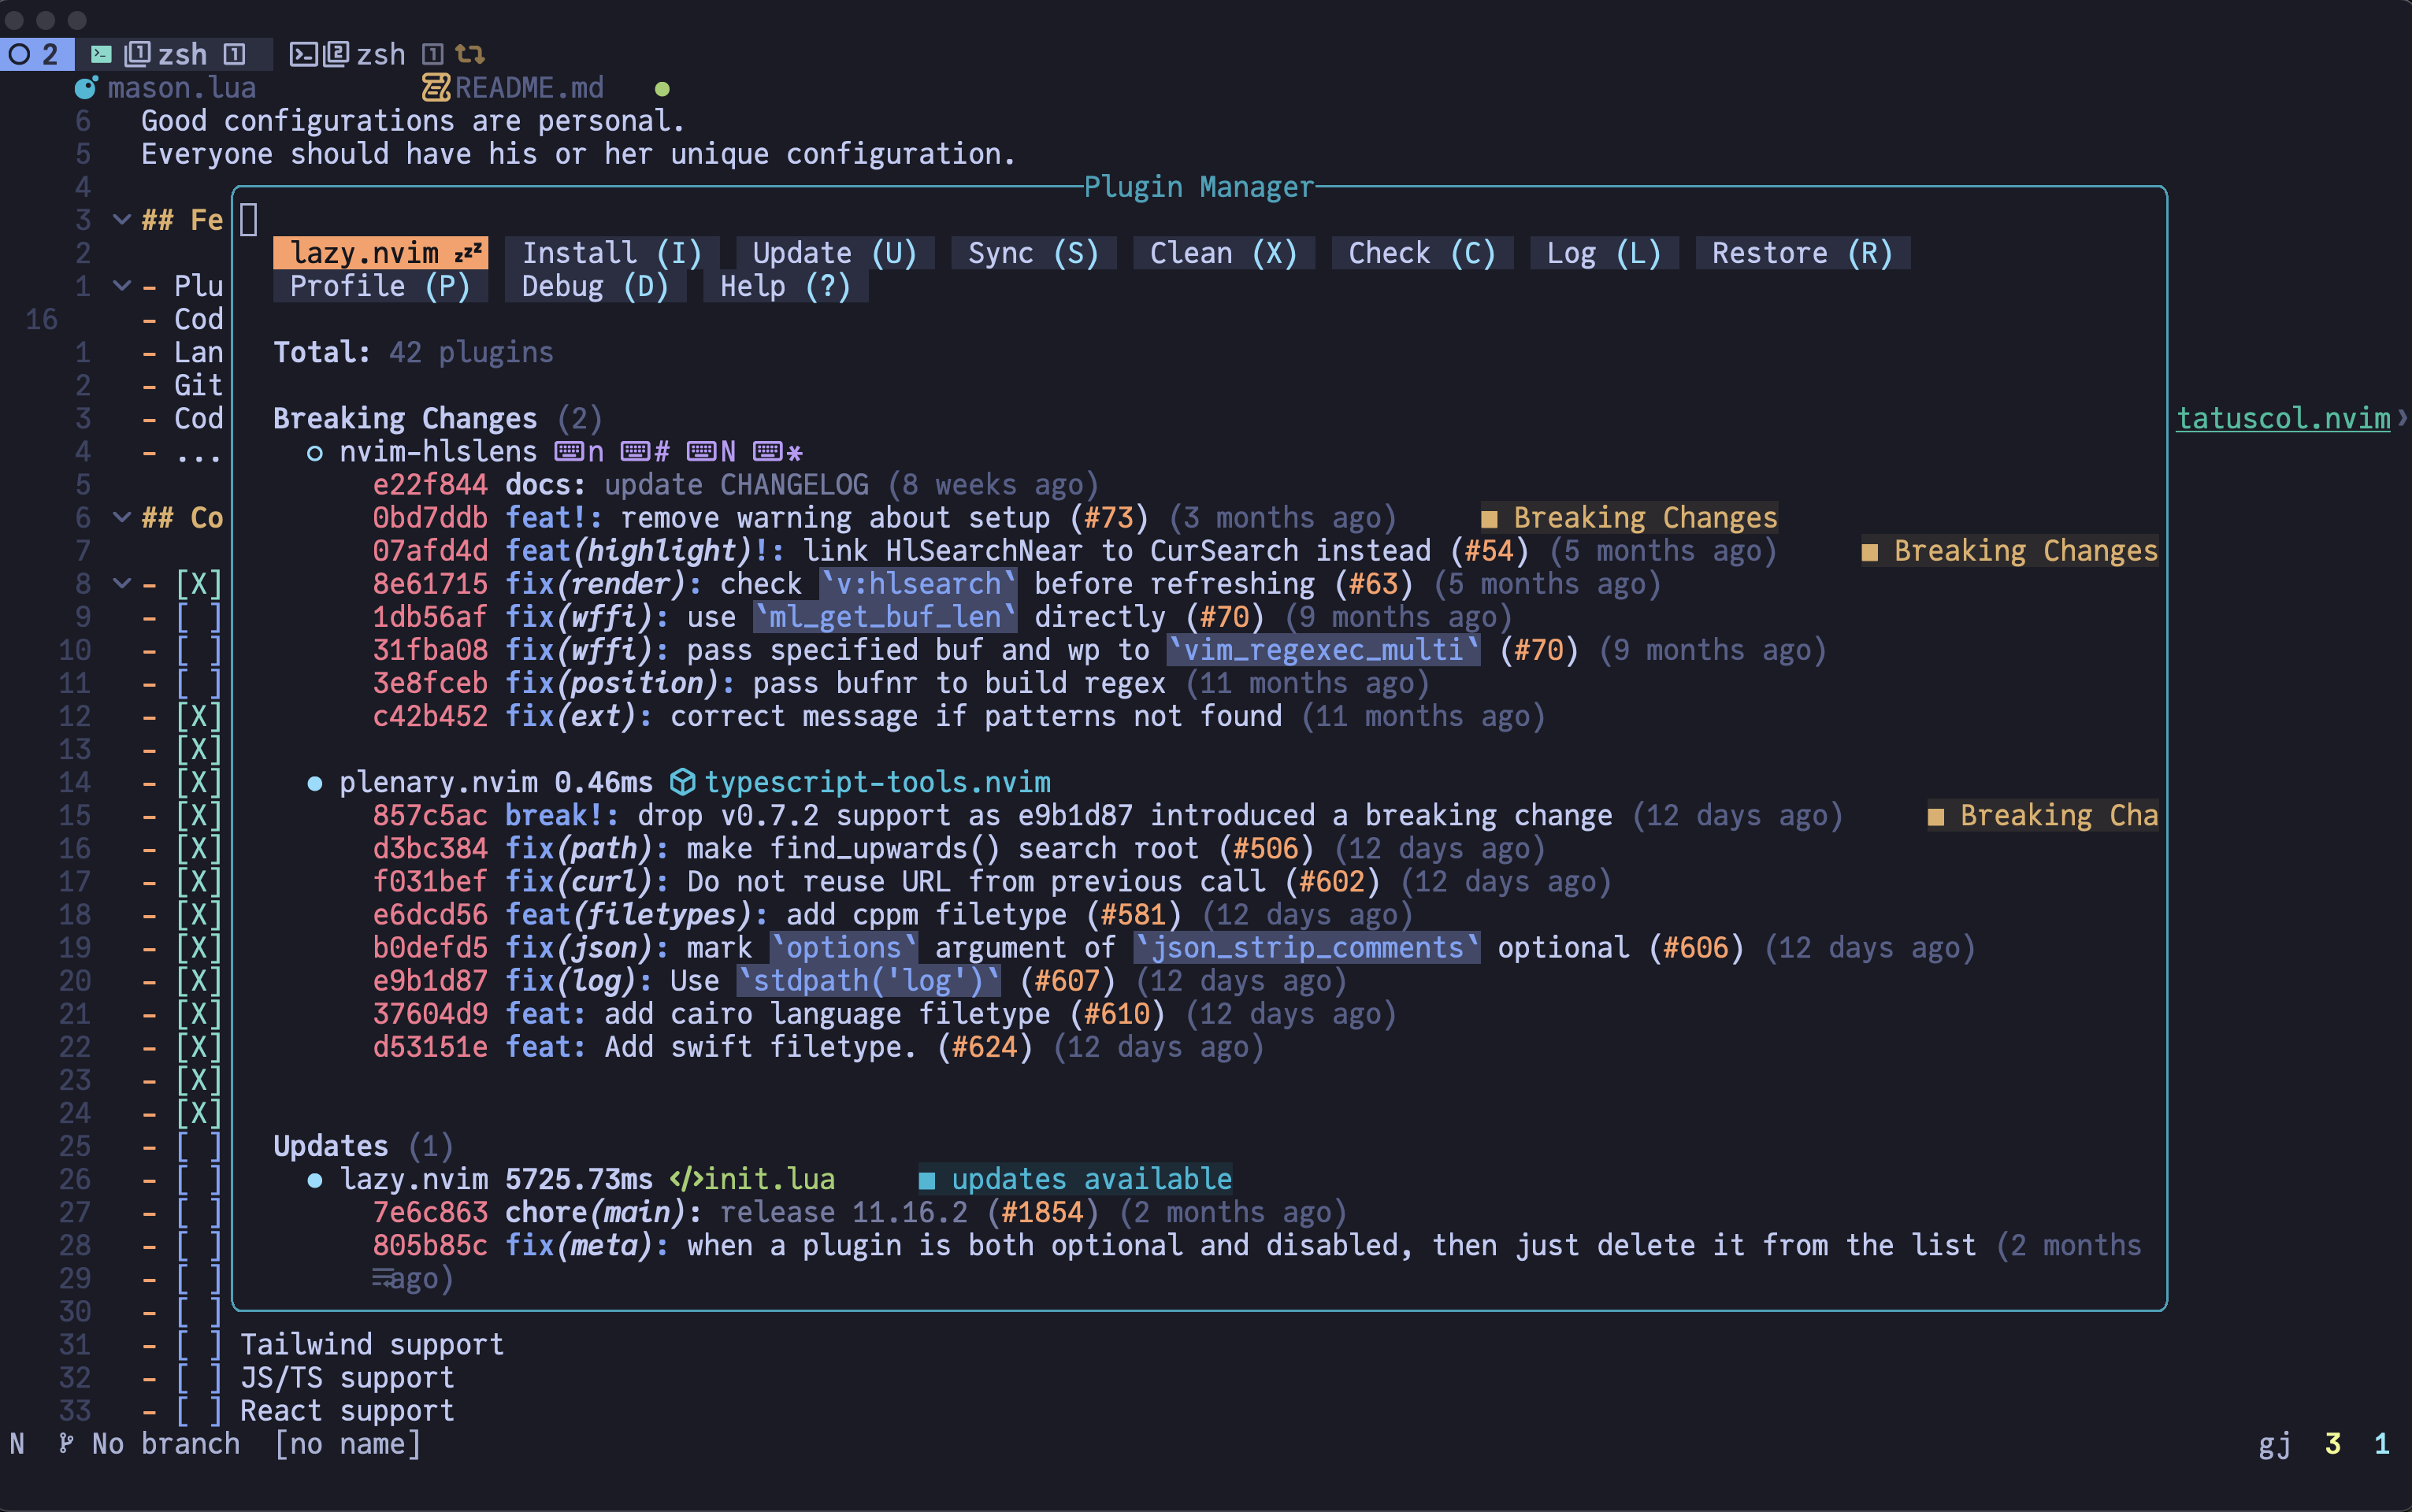 2 zsh 1 zsh 1
mason.lua README.md
6 Good configurations are personal.
5 Everyone should have his or her unique configuration.
4 Plugin Manager
3 ## Fe
2 lazy.nvim zzz Install (I) Update (U) Sync (S) Clean (X) Check (C) Log (L) Restore (R)
1 - Plu Profile (P) Debug (D) Help (?)
16 - Cod
1 - Lan Total: 42 plugins
2 - Git
3 - Cod Breaking Changes (2) tatuscol.nvim
4 - ... nvim-hlslens n # N *
5 e22f844 docs: update CHANGELOG (8 weeks ago)
6 ## Co 0bd7ddb feat!: remove warning about setup (#73) (3 months ago) ■ Breaking Changes
7 07afd4d feat(highlight)!: link HlSearchNear to CurSearch instead (#54) (5 months ago) ■ Breaking Changes
8 - [X] 8e61715 fix(render): check `v:hlsearch` before refreshing (#63) (5 months ago)
9 - [ ] 1db56af fix(wffi): use `ml_get_buf_len` directly (#70) (9 months ago)
10 - [ ] 31fba08 fix(wffi): pass specified buf and wp to `vim_regexec_multi` (#70) (9 months ago)
11 - [ ] 3e8fceb fix(position): pass bufnr to build regex (11 months ago)
12 - [X] c42b452 fix(ext): correct message if patterns not found (11 months ago)
13 - [X]
14 - [X] ● plenary.nvim 0.46ms typescript-tools.nvim
15 - [X] 857c5ac break!: drop v0.7.2 support as e9b1d87 introduced a breaking change (12 days ago) ■ Breaking Cha
16 - [X] d3bc384 fix(path): make find_upwards() search root (#506) (12 days ago)
17 - [X] f031bef fix(curl): Do not reuse URL from previous call (#602) (12 days ago)
18 - [X] e6dcd56 feat(filetypes): add cppm filetype (#581) (12 days ago)
19 - [X] b0defd5 fix(json): mark `options` argument of `json_strip_comments` optional (#606) (12 days ago)
20 - [X] e9b1d87 fix(log): Use `stdpath('log')` (#607) (12 days ago)
21 - [X] 37604d9 feat: add cairo language filetype (#610) (12 days ago)
22 - [X] d53151e feat: Add swift filetype. (#624) (12 days ago)
23 - [X]
24 - [X]
25 - [ ] Updates (1)
26 - [ ] ● lazy.nvim 5725.73ms </>init.lua ■ updates available
27 - [ ] 7e6c863 chore(main): release 11.16.2 (#1854) (2 months ago)
28 - [ ] 805b85c fix(meta): when a plugin is both optional and disabled, then just delete it from the list (2 months
29 - [ ] ago)
30 - [ ]
31 - [ ] Tailwind support
32 - [ ] JS/TS support
33 - [ ] React support
N No branch [no name] gj 3 1